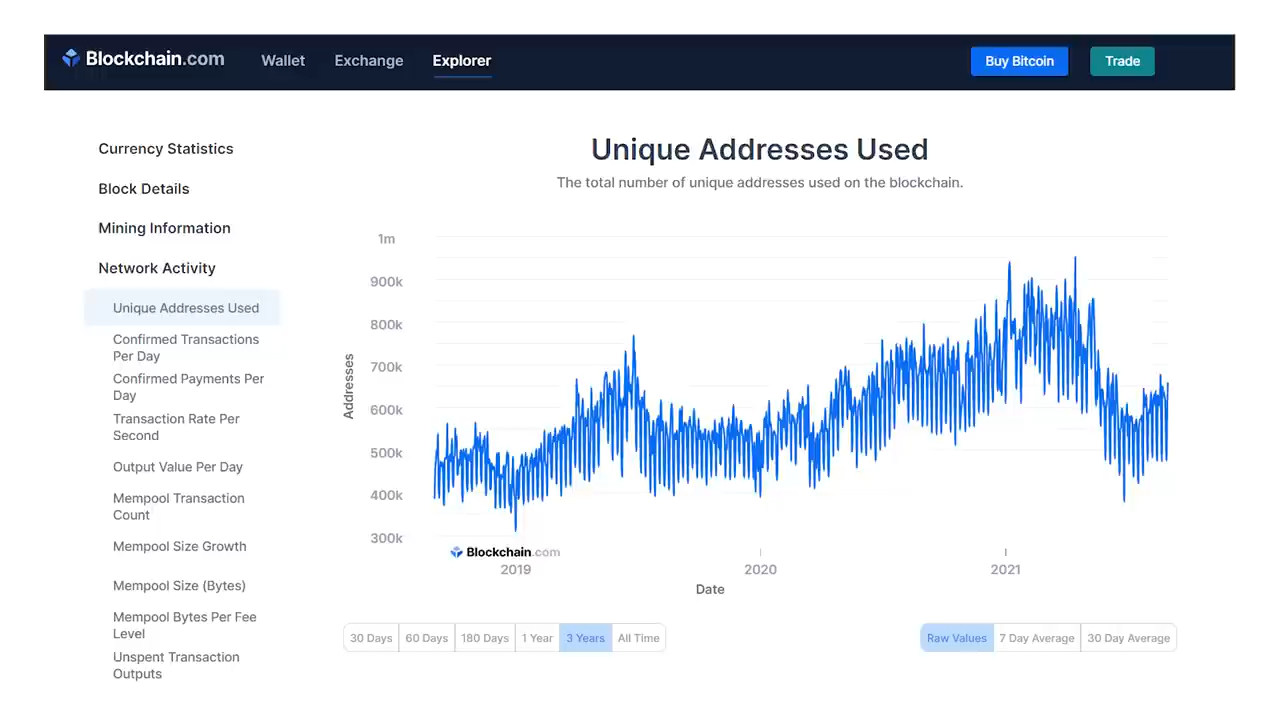 Blockchain.com
Wallet
Exchange
Explorer
Buy Bitcoin
Trade
Currency Statistics
Block Details
Mining Information
Network Activity
Unique Addresses Used
Confirmed Transactions
Per Day
Confirmed Payments Per
Day
Transaction Rate Per
Second
Output Value Per Day
Mempool Transaction
Count
Mempool Size Growth
Mempool Size (Bytes)
Mempool Bytes Per Fee
Level
Unspent Transaction
Outputs
Unique Addresses Used
The total number of unique addresses used on the blockchain.
1m
900k
800k
700k
600k
500k
400k
300k
Addresses
Blockchain.com
2019
2020
2021
Date
30 Days
60 Days
180 Days
1 Year
3 Years
All Time
Raw Values
7 Day Average
30 Day Average